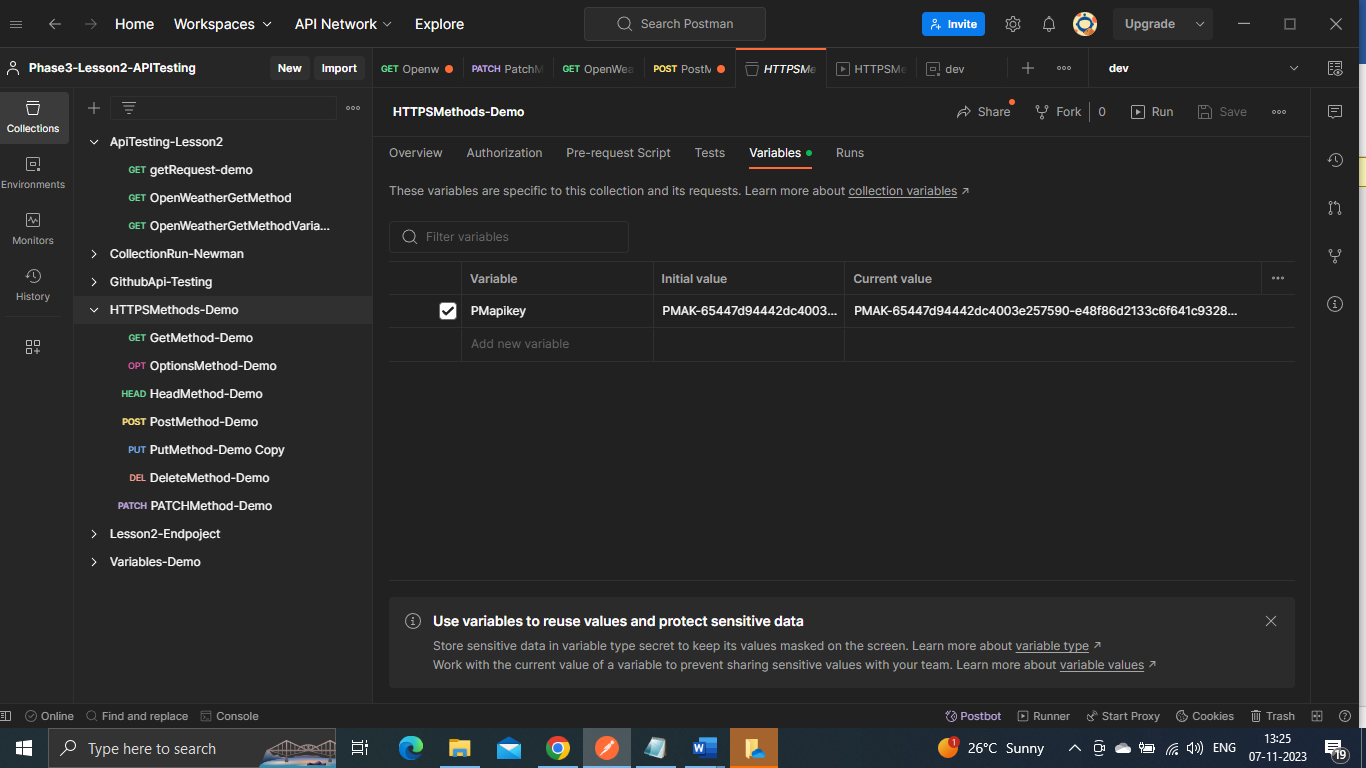 Home
Workspaces
API Network
Explore
Search Postman
Invite
Upgrade
Phase3-Lesson2-APITesting
New
Import
GET Openw
PATCH PatchM
GET OpenWea
POST PostM
HTTPSMe
HTTPSMe
dev
dev
Collections
Environments
Monitors
History
ApiTesting-Lesson2
GET getRequest-demo
GET OpenWeatherGetMethod
GET OpenWeatherGetMethodVaria...
CollectionRun-Newman
GithubApi-Testing
HTTPSMethods-Demo
GET GetMethod-Demo
OPT OptionsMethod-Demo
HEAD HeadMethod-Demo
POST PostMethod-Demo
PUT PutMethod-Demo Copy
DEL DeleteMethod-Demo
PATCH PATCHMethod-Demo
Lesson2-Endpoject
Variables-Demo
HTTPSMethods-Demo
Share
Fork
0
Run
Save
Overview
Authorization
Pre-request Script
Tests
Variables
Runs
These variables are specific to this collection and its requests. Learn more about collection variables ↗
Filter variables
Variable
Initial value
Current value
PMapikey
PMAK-65447d94442dc4003...
PMAK-65447d94442dc4003e257590-e48f86d2133c6f641c9328...
Add new variable
Use variables to reuse values and protect sensitive data
Store sensitive data in variable type secret to keep its values masked on the screen. Learn more about variable type ↗
Work with the current value of a variable to prevent sharing sensitive values with your team. Learn more about variable values ↗
Online
Find and replace
Console
Postbot
Runner
Start Proxy
Cookies
Trash
Type here to search
1
26°C Sunny
ENG
13:25
07-11-2023
19